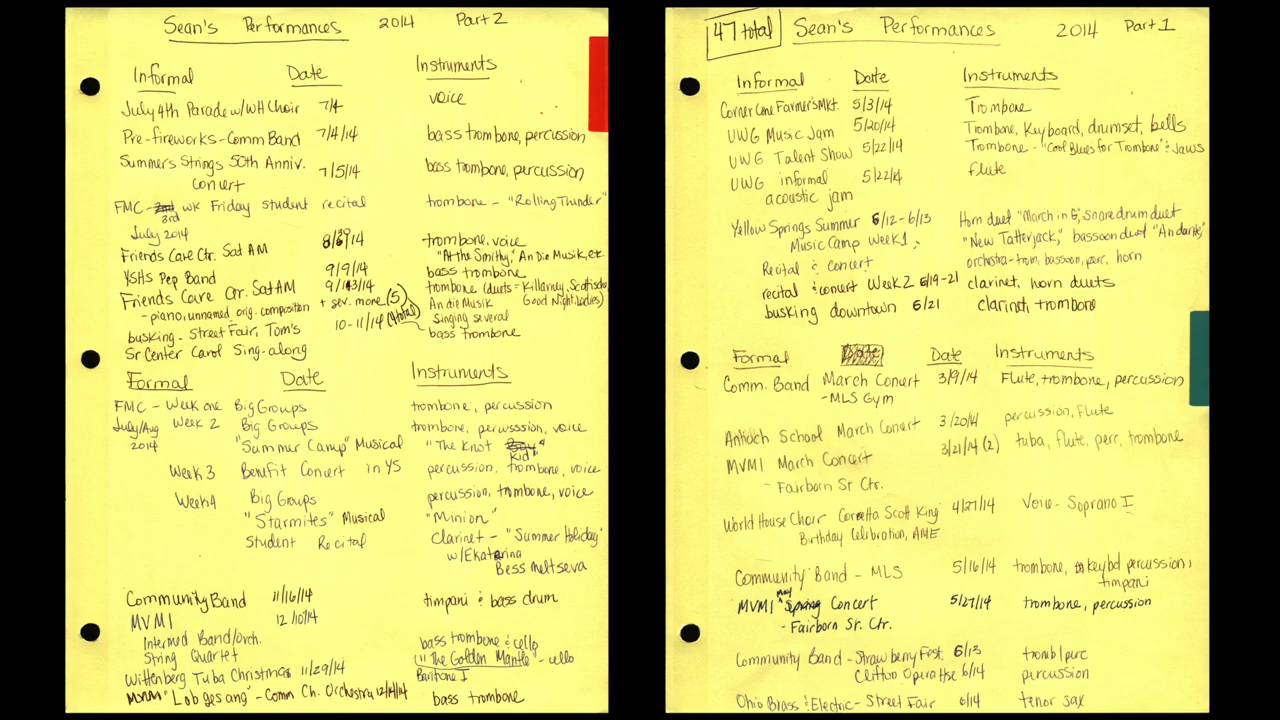 Sean's Performances 2014 Part 2
Informal Date Instruments
July 4th Parade w/WH Choir 7/4 voice
Pre-fireworks - Comm Band 7/4/14 bass trombone, percussion
Summers Strings 50th Anniv. 7/5/14 bass trombone, percussion
concert
FMC - 3rd wk Friday student recital trombone - "Rolling Thunder"
July 2014
Friends Care Ctr. Sat AM trombone, voice
"At the Smithy," An Die Musik, etc.
YSHS Pep Band 9/9/14 bass trombone
Friends Care Ctr. Sat AM 9/13/14 trombone (duets = Killarney, Scottische
- piano, unnamed orig. composition + sev. more (5) An die Musik Good Night Ladies)
Singing several
busking - Street Fair, Tom's 10-11/14 (4 total) bass trombone
Sr Center Carol Sing-along
Formal Date Instruments
FMC - Week one Big Groups trombone, percussion
July/Aug Week 2 Big Groups trombone, percusssion, voice
2014 "Summer Camp" Musical "The Knot Kid"
Week 3 Benefit Concert in YS percussion, trombone, voice
Week 4 Big Groups percussion, trombone, voice
"Starmites" Musical "Minion"
Student Recital Clarinet - "Summer Holiday"
w/Ekaterina
Bessmeltseva
Community Band 11/16/14 timpani & bass drum
MVMI 12/10/14
Intermed Band/Orch. bass trombone & cello
String Quartet "The Golden Mantle" - cello
Wittenberg Tuba Christmas 11/29/14 Baritone I
"Lobgesang" - Comm Ch. Orchestra 12/14/14 bass trombone
47 total Sean's Performances 2014 Part 1
Informal Date Instruments
Corner Cone Farmer's Mkt. 5/3/14 Trombone
UWG Music Jam 5/20/14 Trombone, Keyboard, drumset, bells
UWG Talent Show 5/22/14 Trombone - "Cool Blues for Trombone" & Jaws
UWG informal 5/22/14 flute
acoustic jam
Yellow Springs Summer 6/12-6/13 Horn duet "March in G", snare drum duet
Music Camp Week 1, "New Tatterjack," bassoon duet "Andante,"
Recital & concert orchestra - trom, bassoon, perc, horn
recital & concert Week 2 6/19-21 clarinet, horn duets
busking downtown 6/21 clarinet, trombone
Formal Date Instruments
Comm. Band March Concert 3/9/14 Flute, trombone, percussion
- MLS Gym
Antioch School March Concert 3/20/14 percussion, flute
MVMI March Concert 3/21/14 (2) tuba, flute, perc, trombone
- Fairborn Sr. Ctr.
World House Choir Coretta Scott King 4/27/14 Voice - Soprano I
Birthday Celebration, AME
Community Band - MLS 5/16/14 trombone, keybd percussion,
timpani
MVMI May Concert 5/27/14 trombone, percussion
- Fairborn Sr. Ctr.
Community Band - Strawberry Fest. 6/13 tromb/perc
Clifton Opera Hse 6/14 percussion
Ohio Brass & Electric - Street Fair 6/14 tenor sax